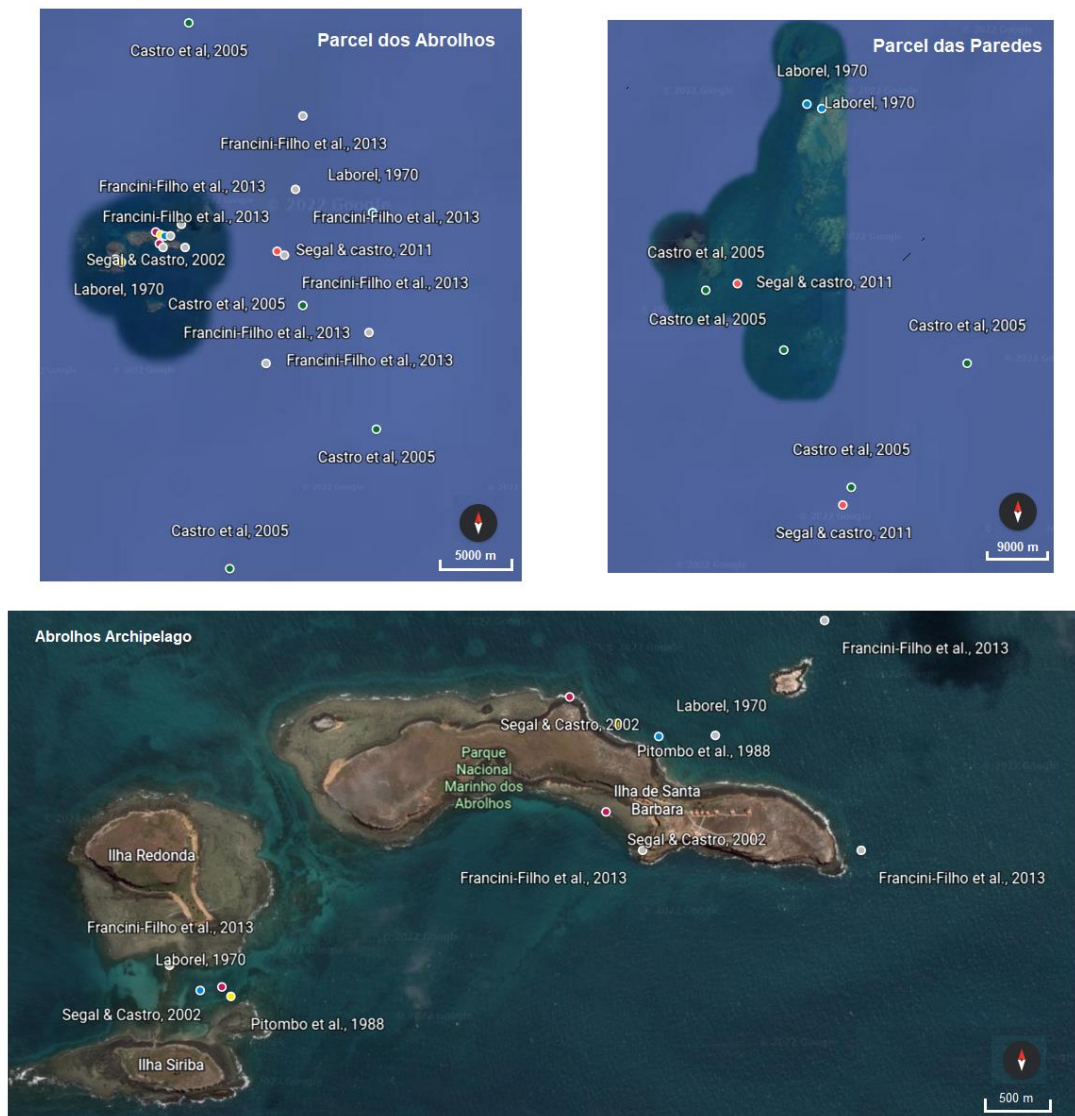 Parcel dos Abrolhos
Castro et al, 2005
Francini-Filho et al., 2013
Laborel, 1970
Francini-Filho et al., 2013
Francini-Filho et al., 2013
Francini-Filho et al., 2013
Segal & castro, 2011
Segal & Castro, 2002
Francini-Filho et al., 2013
Laborel, 1970
Castro et al, 2005
Francini-Filho et al., 2013
Francini-Filho et al., 2013
Castro et al, 2005
Castro et al, 2005
5000 m
Parcel das Paredes
Laborel, 1970
Laborel, 1970
Castro et al, 2005
Segal & castro, 2011
Castro et al, 2005
Castro et al, 2005
Castro et al, 2005
Segal & castro, 2011
9000 m
Abrolhos Archipelago
Francini-Filho et al., 2013
Laborel, 1970
Segal & Castro, 2002
Pitombo et al., 1988
Parque
Nacional
Marinho dos
Abrolhos
Ilha de Santa
Barbara
Segal & Castro, 2002
Ilha Redonda
Francini-Filho et al., 2013
Francini-Filho et al., 2013
Francini-Filho et al., 2013
Laborel, 1970
Segal & Castro, 2002
Pitombo et al., 1988
Ilha Siriba
500 m